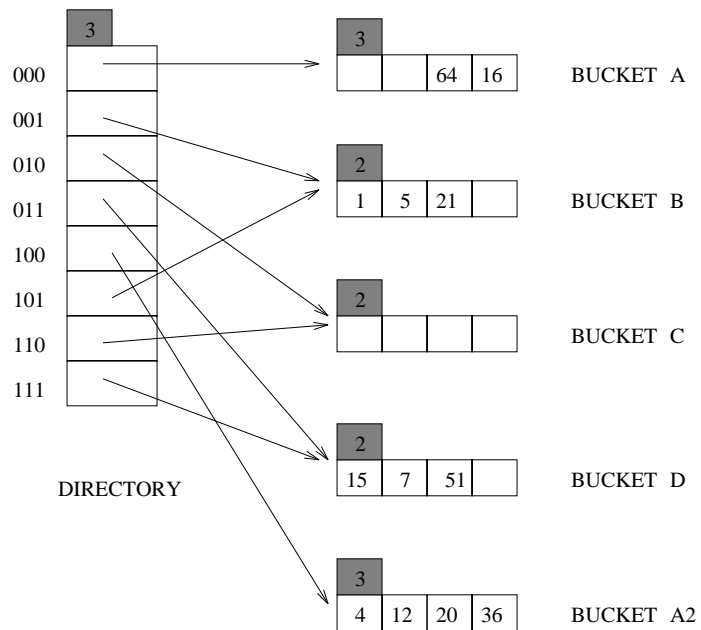 3
3
000
64 16
BUCKET A
001
010
2
011
1 5 21
BUCKET B
100
101
2
110
BUCKET C
111
2
DIRECTORY
15 7 51
BUCKET D
3
4 12 20 36
BUCKET A2